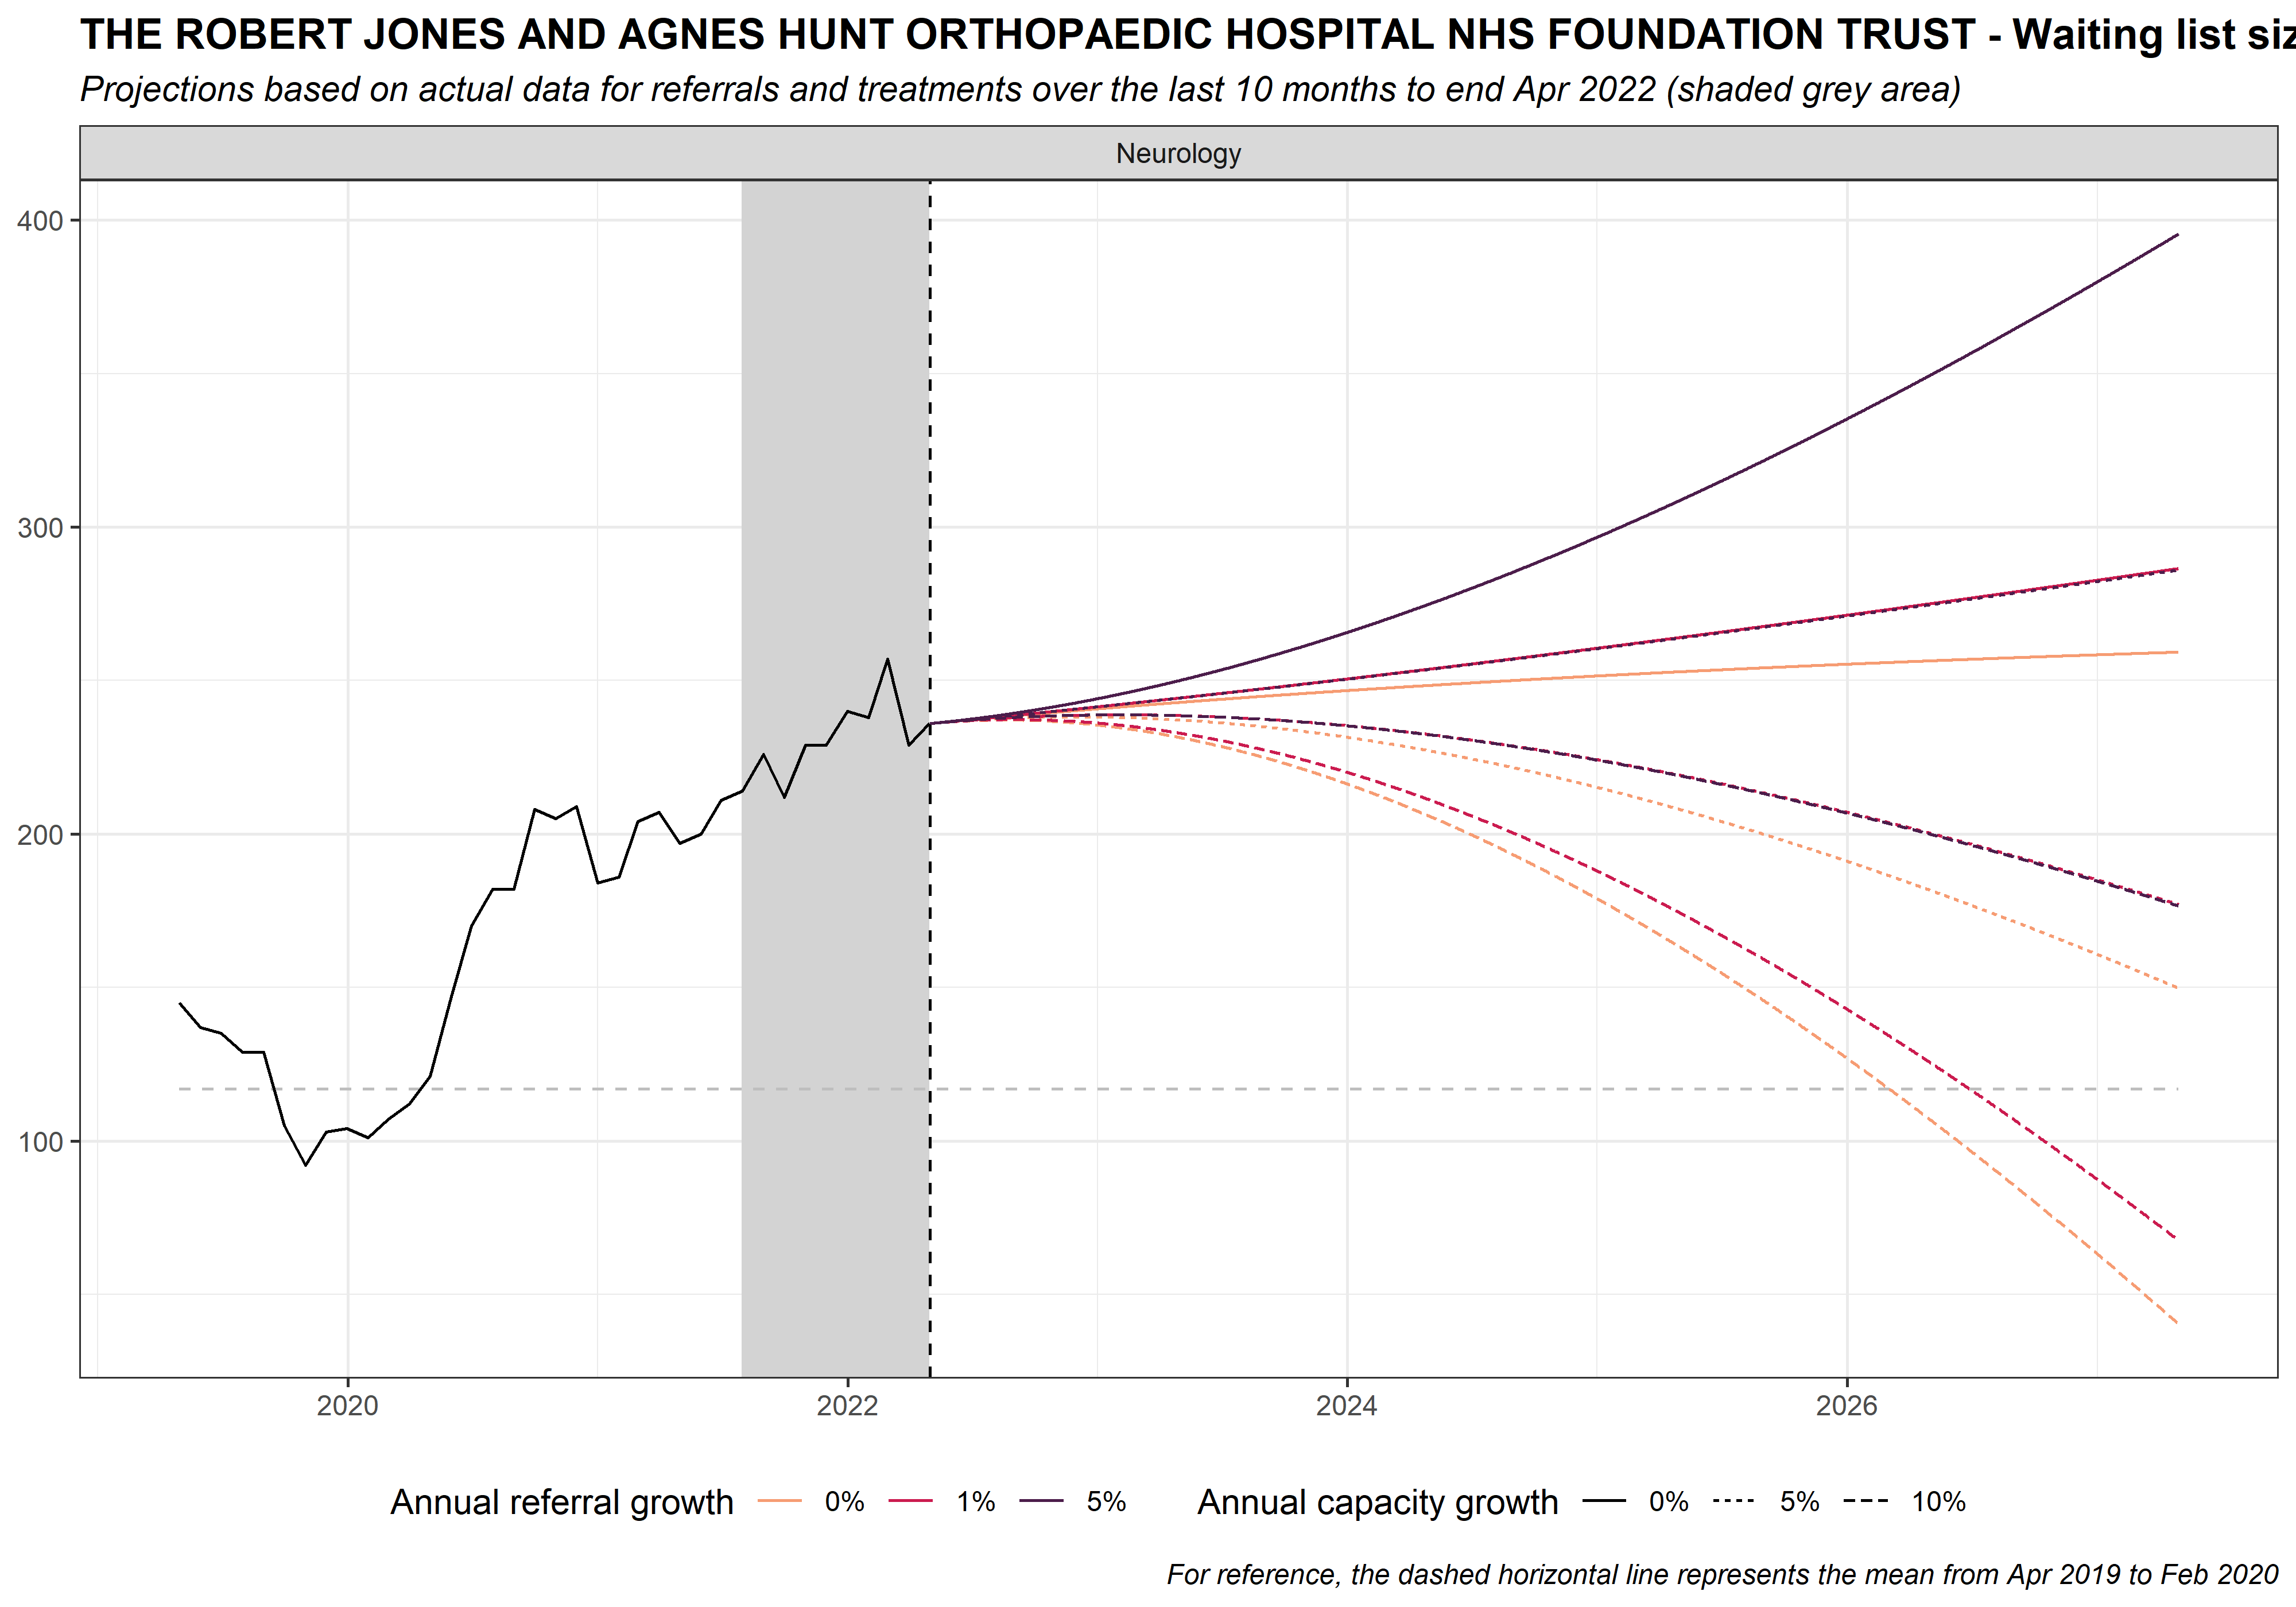 THE ROBERT JONES AND AGNES HUNT ORTHOPAEDIC HOSPITAL NHS FOUNDATION TRUST - Waiting list siz
Projections based on actual data for referrals and treatments over the last 10 months to end Apr 2022 (shaded grey area)
Neurology
400
300
200
100
2020 2022 2024 2026
Annual referral growth 0% 1% 5% Annual capacity growth 0% 5% 10%
For reference, the dashed horizontal line represents the mean from Apr 2019 to Feb 2020